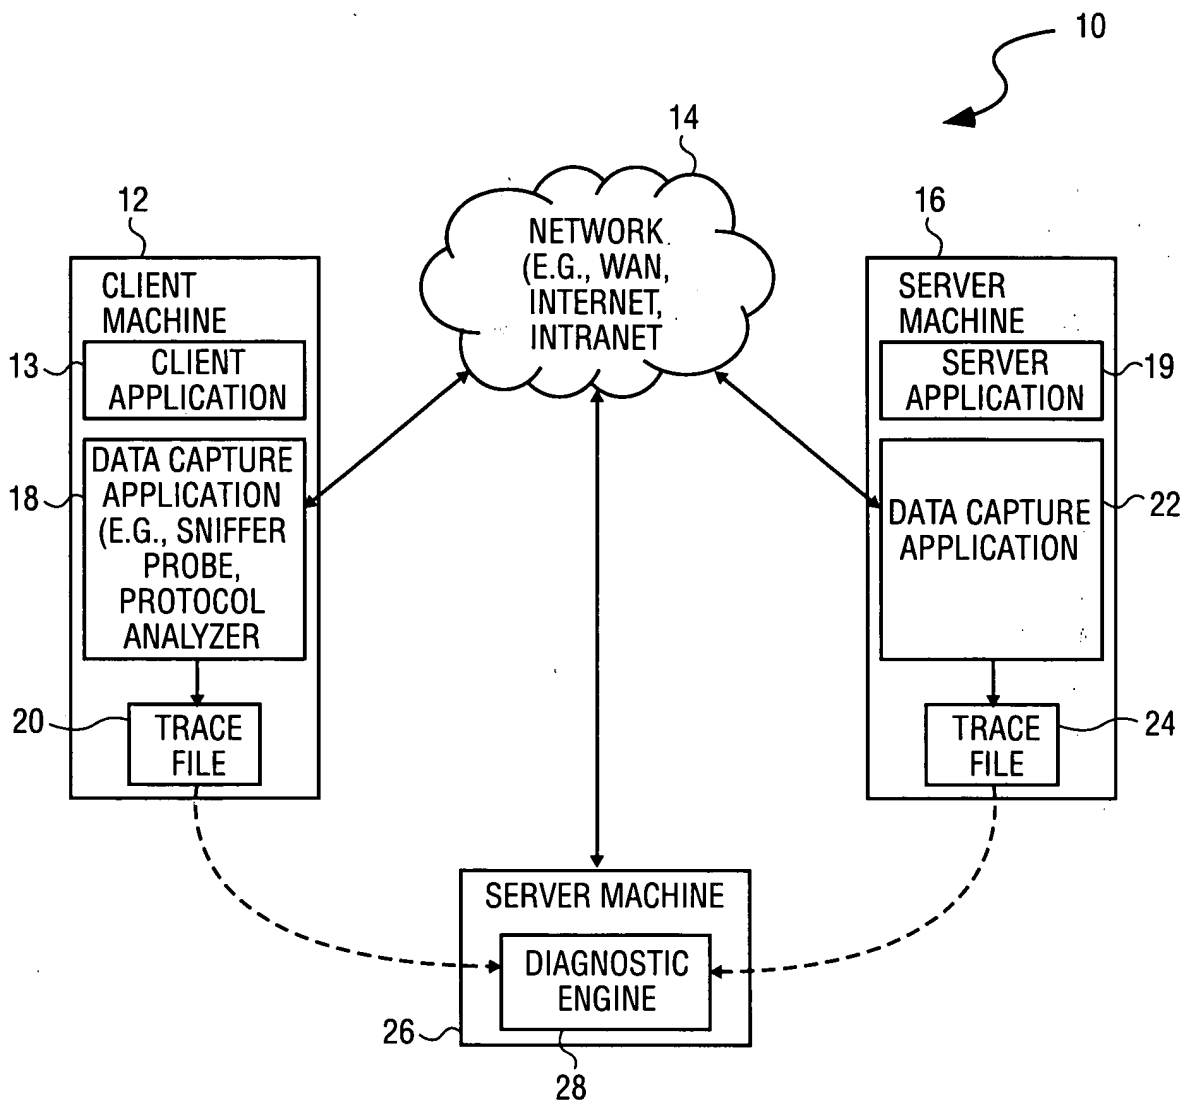 10
14
12
16
NETWORK
(E.G., WAN,
INTERNET,
INTRANET
CLIENT
MACHINE
13
CLIENT
APPLICATION
18
DATA CAPTURE
APPLICATION
(E.G., SNIFFER
PROBE,
PROTOCOL
ANALYZER
20
TRACE
FILE
SERVER
MACHINE
SERVER
APPLICATION
19
DATA CAPTURE
APPLICATION
22
TRACE
FILE
24
SERVER MACHINE
DIAGNOSTIC
ENGINE
26
28